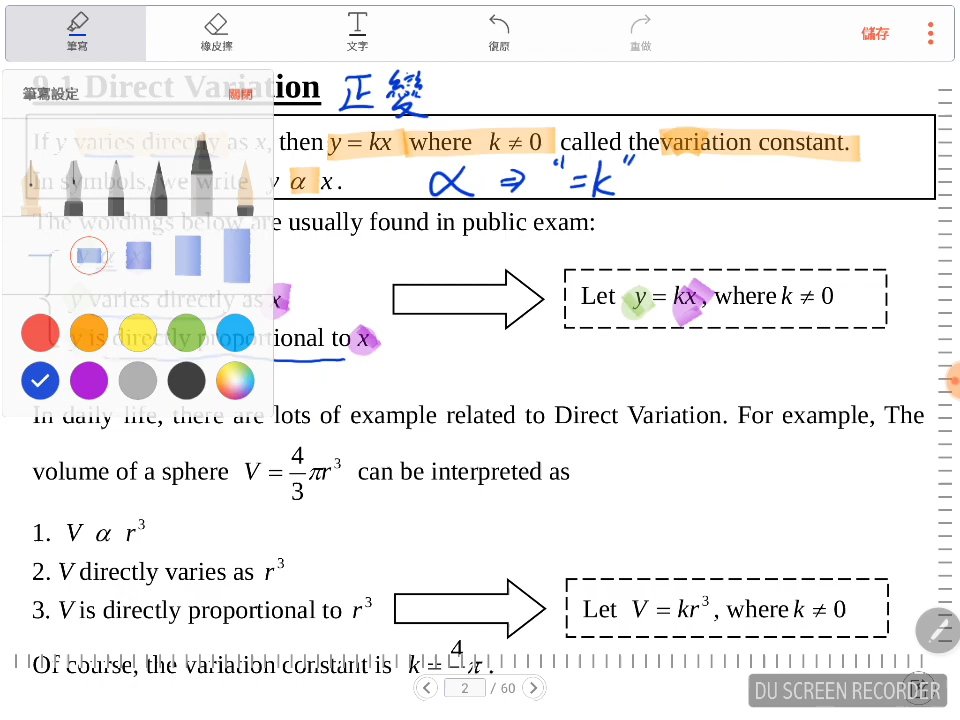 筆寫 橡皮擦 文字 復原 重做 儲存
9.1 Direct Variation 正變
筆寫設定 關閉
If y varies directly as x, then y = kx where k ≠ 0 called the variation constant.
In symbols, we write y α x. α ⇒ "=k"
The wordings below are usually found in public exam:
y varies directly as x
Let y = kx, where k ≠ 0
y is directly proportional to x
In daily life, there are lots of example related to Direct Variation. For example, The
volume of a sphere V = 4/3 πr³ can be interpreted as
1. V α r³
2. V directly varies as r³
3. V is directly proportional to r³
Let V = kr³, where k ≠ 0
Of course, the variation constant is k = 4 π.
2 / 60
DU SCREEN RECORDER